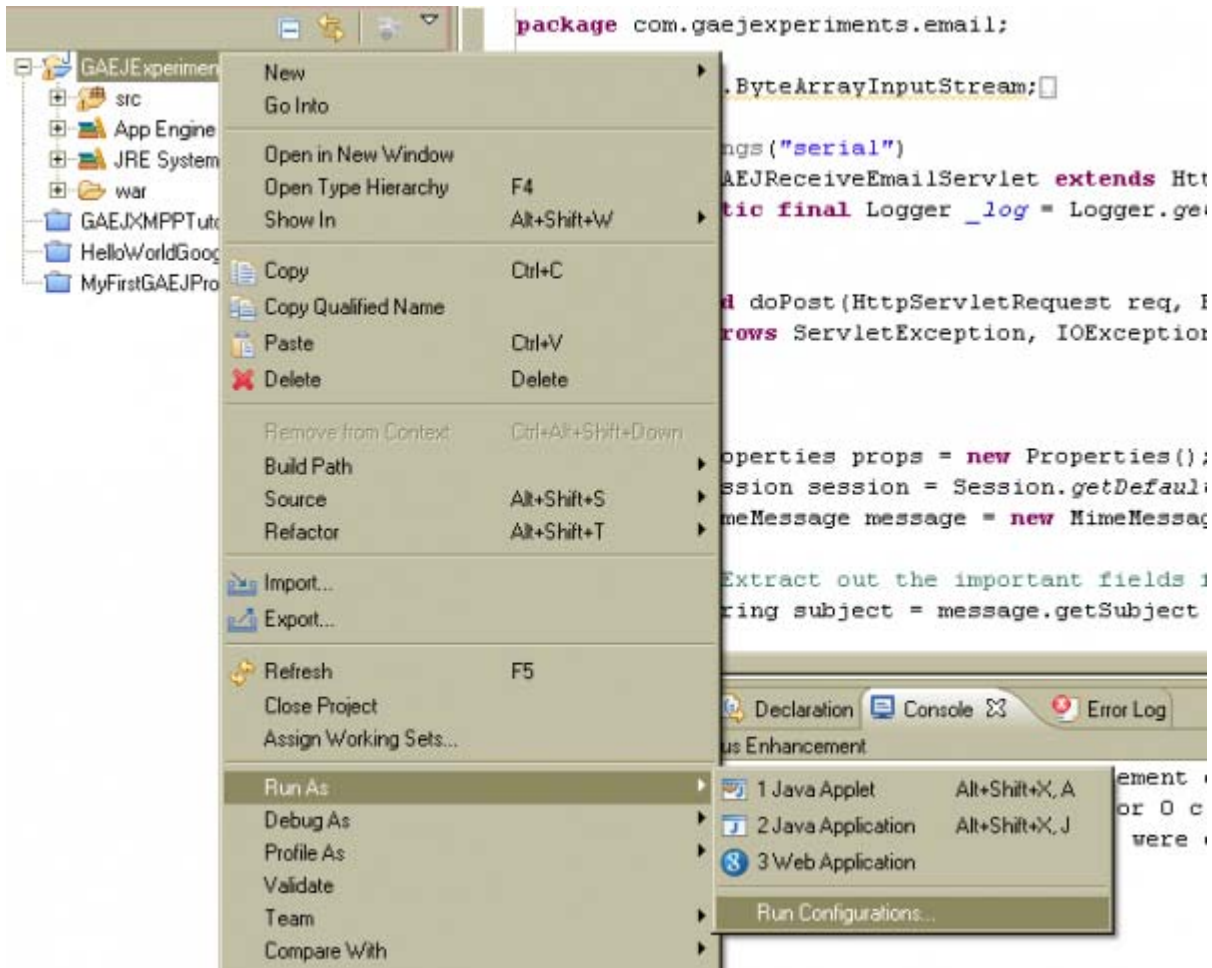 GAEJExperimen
src
App Engine
JRE System
war
GAEJXMPPTuto
HelloWorldGoog
MyFirstGAEJPro
New
Go Into
Open in New Window
Open Type Hierarchy F4
Show In Alt+Shift+W
Copy Ctrl+C
Copy Qualified Name
Paste Ctrl+V
Delete Delete
Remove from Context Ctrl+Alt+Shift+Down
Build Path
Source Alt+Shift+S
Refactor Alt+Shift+T
Import...
Export...
Refresh F5
Close Project
Assign Working Sets...
Run As
Debug As
Profile As
Validate
Team
Compare With
1 Java Applet Alt+Shift+X, A
2 Java Application Alt+Shift+X, J
3 Web Application
Run Configurations...
package com.gaejexperiments.email;
.ByteArrayInputStream;
ngs("serial")
AEJReceiveEmailServlet extends Htt
tic final Logger _log = Logger.ge
d doPost(HttpServletRequest req,
rows ServletException, IOException
operties props = new Properties();
ssion session = Session.getDefault
meMessage message = new MimeMessag
Extract out the important fields
ring subject = message.getSubject
Declaration Console Error Log
us Enhancement
ement
or 0 c
were